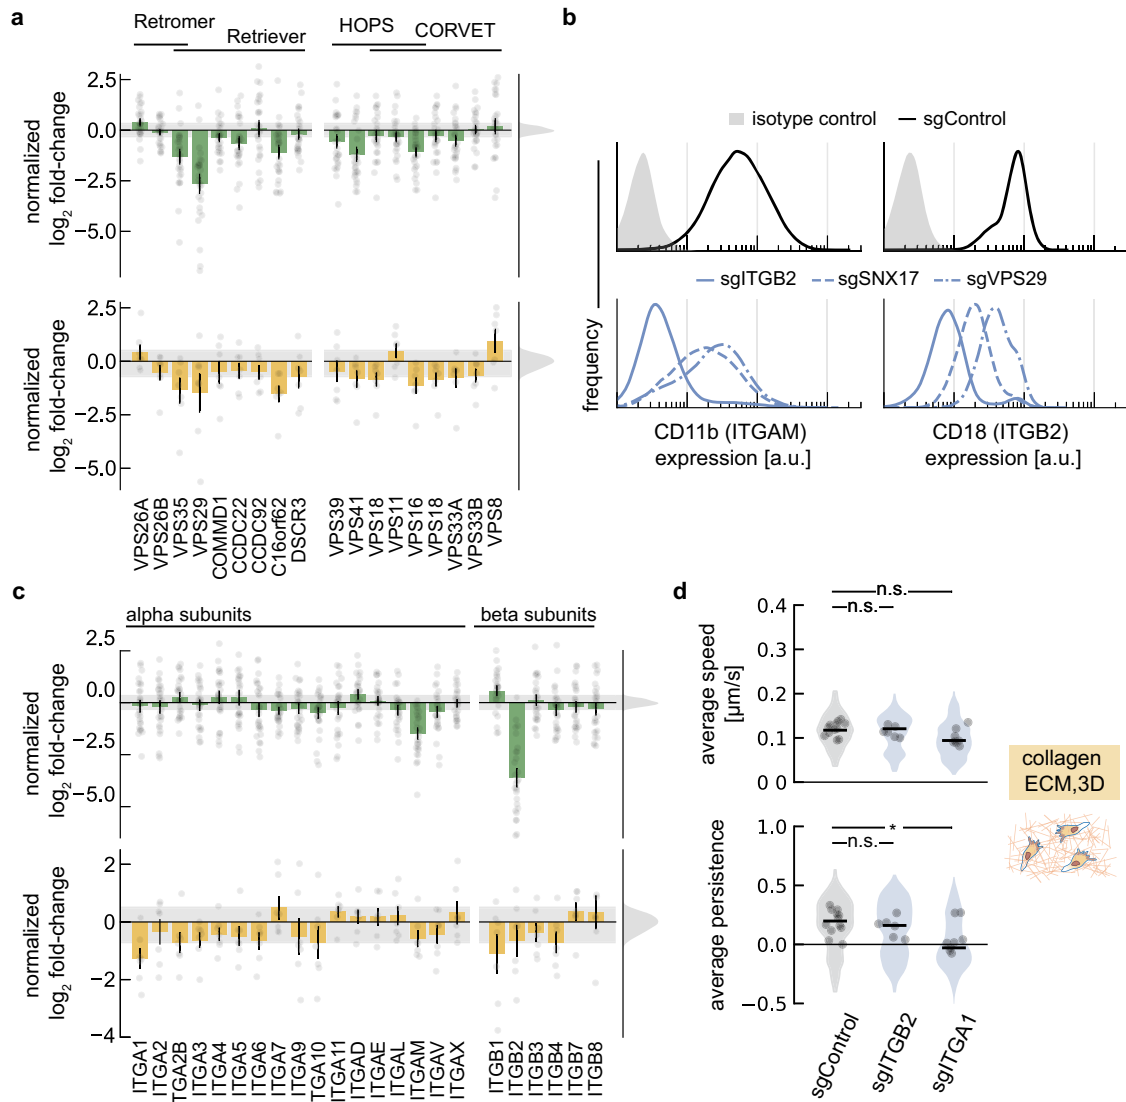 a
Retromer
Retriever
HOPS
CORVET
normalized
log2 fold-change
2.5
0.0
−2.5
−5.0
normalized
log2 fold-change
2.5
0.0
−2.5
−5.0
VPS26A
VPS26B
VPS35
VPS29
COMMD1
CCDC22
CCDC92
C16orf62
DSCR3
VPS39
VPS41
VPS18
VPS11
VPS16
VPS18
VPS33A
VPS33B
VPS8
b
isotype control
sgControl
sgITGB2
sgSNX17
sgVPS29
frequency
CD11b (ITGAM)
expression [a.u.]
CD18 (ITGB2)
expression [a.u.]
c
alpha subunits
beta subunits
normalized
log2 fold-change
2.5
0.0
−2.5
−5.0
normalized
log2 fold-change
2
0
−2
−4
ITGA1
ITGA2
TGA2B
ITGA3
ITGA4
ITGA5
ITGA6
ITGA7
ITGA9
TGA10
ITGA11
ITGAD
ITGAE
ITGAL
ITGAM
ITGAV
ITGAX
ITGB1
ITGB2
ITGB3
ITGB4
ITGB7
ITGB8
d
n.s.
n.s.
average speed
[µm/s]
0.4
0.3
0.2
0.1
0.0
*
n.s.
average persistence
1.0
0.5
0.0
−0.5
sgControl
sgITGB2
sgITGA1
collagen
ECM,3D